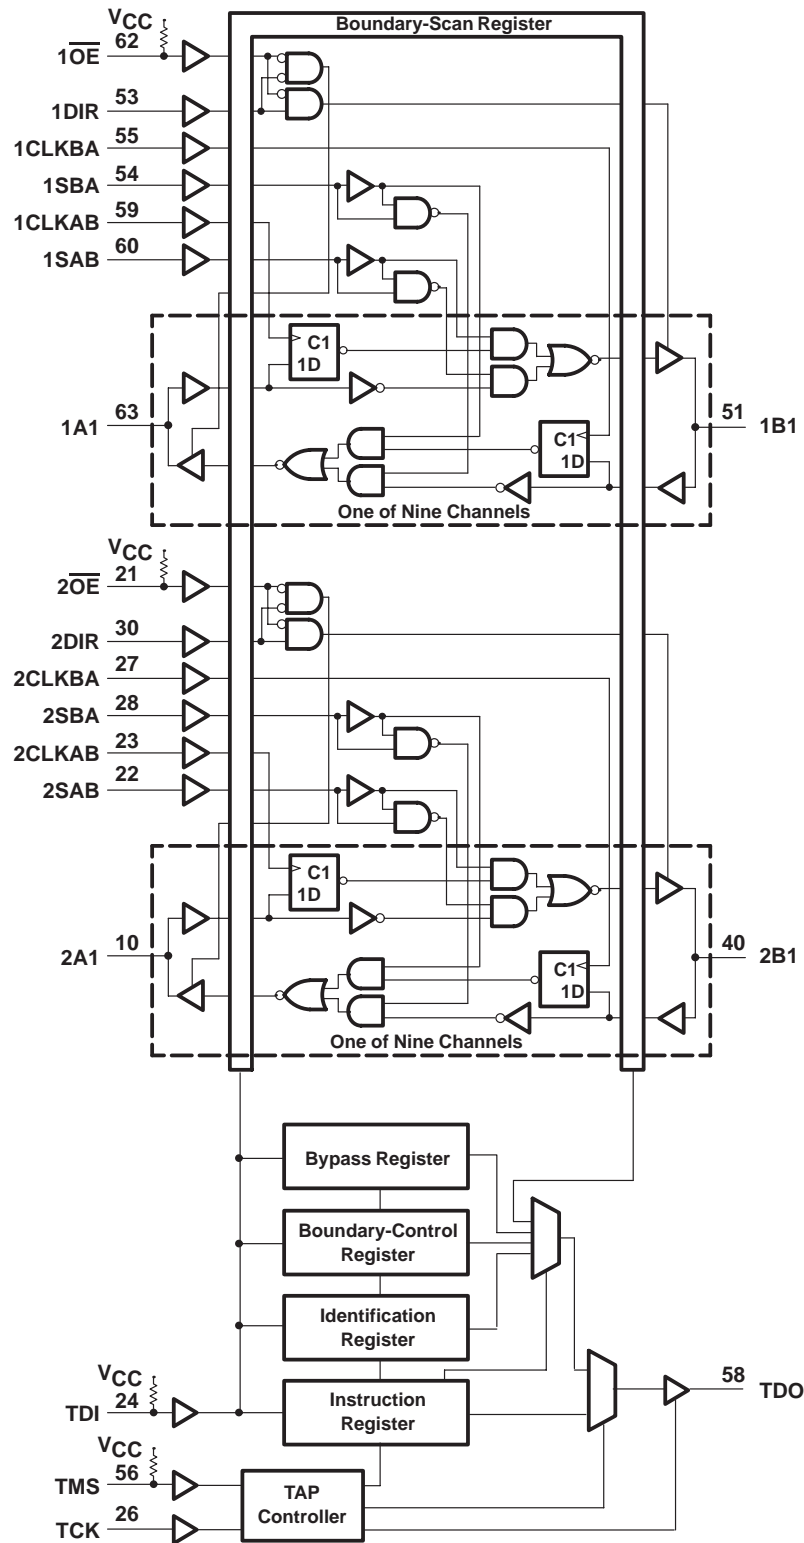 Boundary-Scan Register
VCC
62
1OE
53
1DIR
55
1CLKBA
54
1SBA
59
1CLKAB
60
1SAB
C1
1D
63
1A1
51
1B1
C1
1D
One of Nine Channels
VCC
21
2OE
30
2DIR
27
2CLKBA
28
2SBA
23
2CLKAB
22
2SAB
C1
1D
10
2A1
40
2B1
C1
1D
One of Nine Channels
Bypass Register
Boundary-Control
Register
Identification
Register
VCC
24
TDI
Instruction
Register
58
TDO
VCC
56
TMS
TAP
Controller
26
TCK